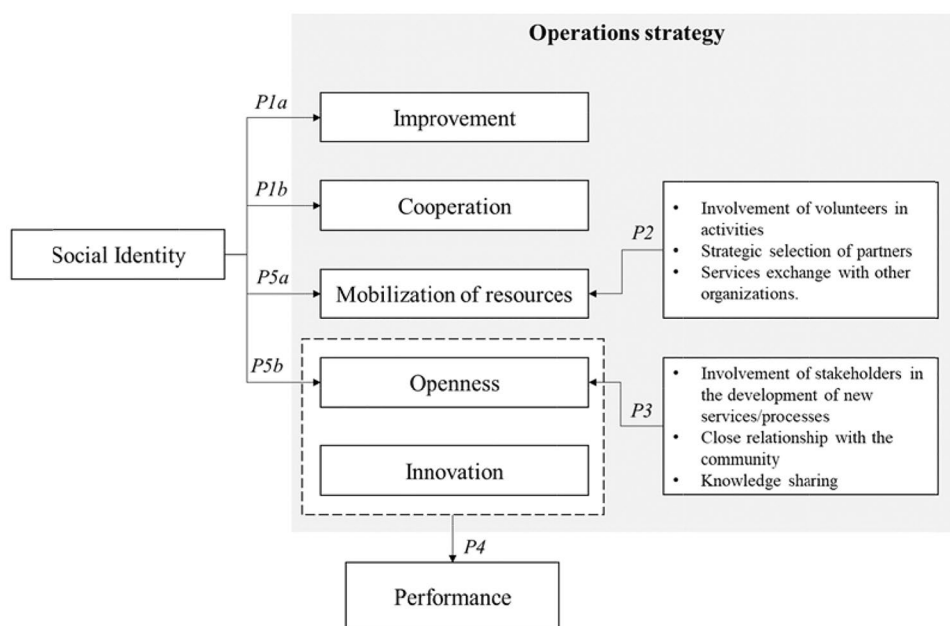 Operations strategy
P1a
Improvement
P1b
Cooperation
Social Identity
P5a
Mobilization of resources
P2
• Involvement of volunteers in
activities
• Strategic selection of partners
• Services exchange with other
organizations.
P5b
Openness
P3
• Involvement of stakeholders in
the development of new
services/processes
• Close relationship with the
community
• Knowledge sharing
Innovation
P4
Performance